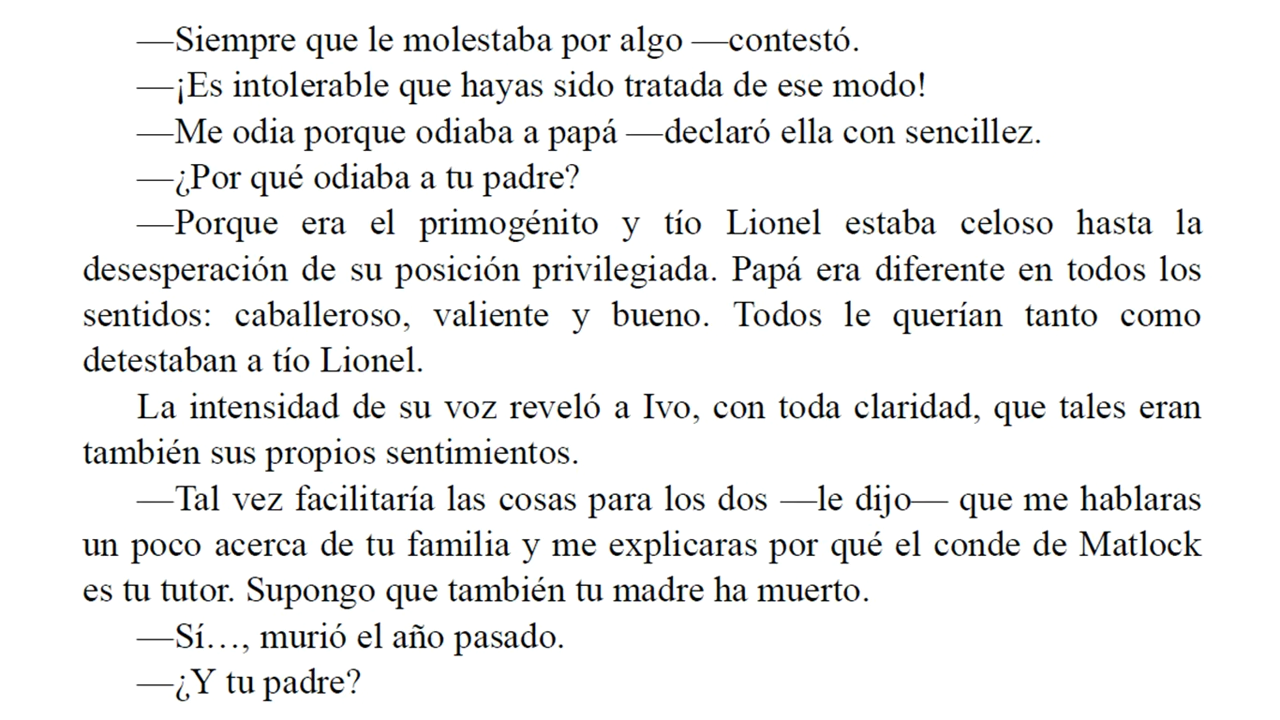 —Siempre que le molestaba por algo —contestó.
—¡Es intolerable que hayas sido tratada de ese modo!
—Me odia porque odiaba a papá —declaró ella con sencillez.
—¿Por qué odiaba a tu padre?
—Porque era el primogénito y tío Lionel estaba celoso hasta la
desesperación de su posición privilegiada. Papá era diferente en todos los
sentidos: caballeroso, valiente y bueno. Todos le querían tanto como
detestaban a tío Lionel.
La intensidad de su voz reveló a Ivo, con toda claridad, que tales eran
también sus propios sentimientos.
—Tal vez facilitaría las cosas para los dos —le dijo— que me hablaras
un poco acerca de tu familia y me explicaras por qué el conde de Matlock
es tu tutor. Supongo que también tu madre ha muerto.
—Sí…, murió el año pasado.
—¿Y tu padre?